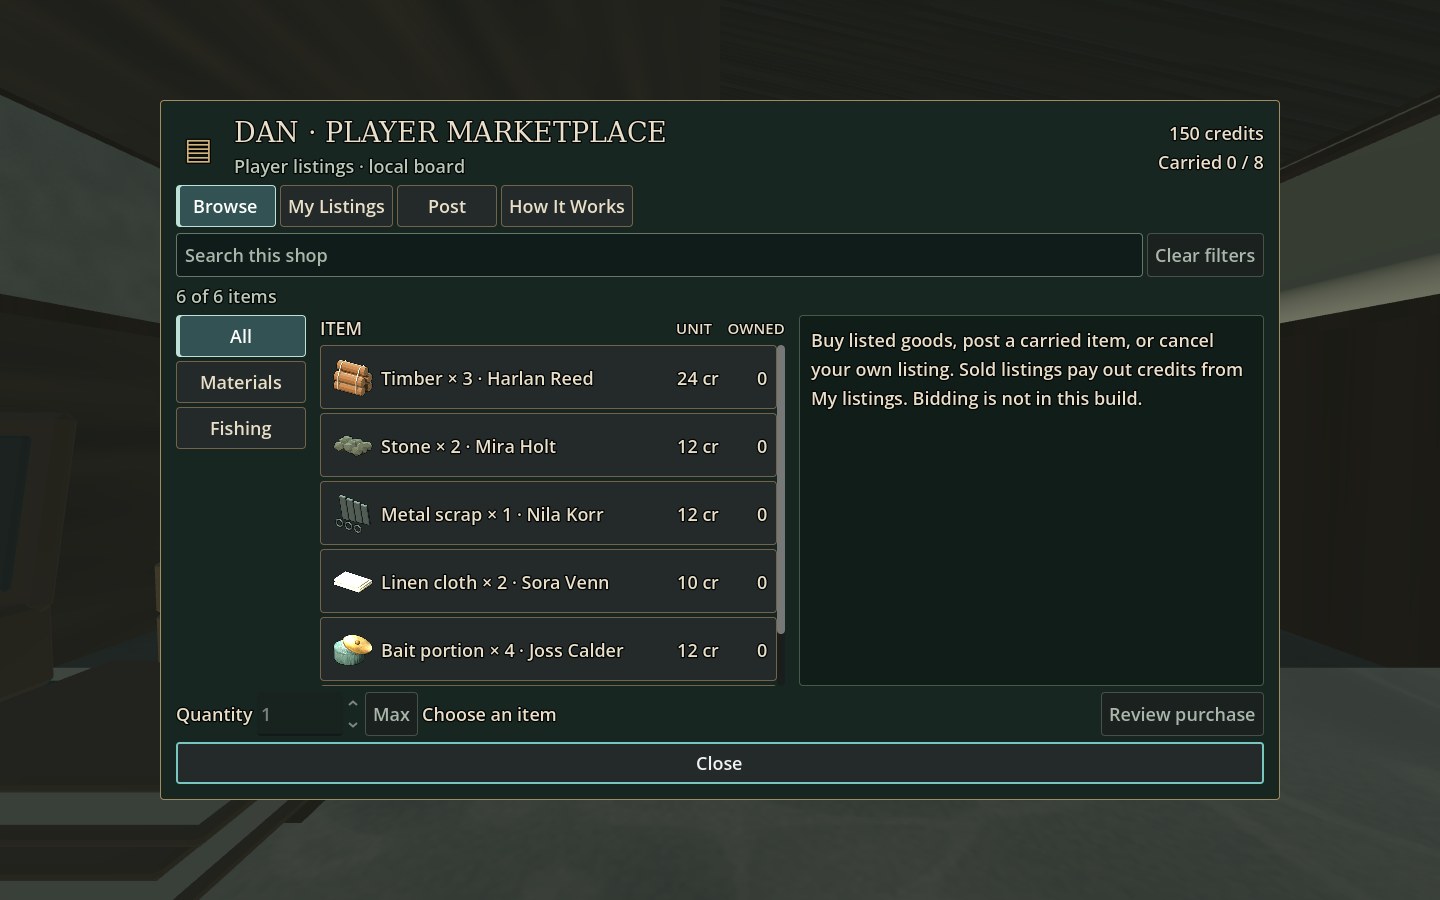 DAN · PLAYER MARKETPLACE
Player listings · local board
150 credits
Carried 0 / 8
Browse
My Listings
Post
How It Works
Search this shop
Clear filters
6 of 6 items
All
Materials
Fishing
ITEM UNIT OWNED
Timber × 3 · Harlan Reed 24 cr 0
Stone × 2 · Mira Holt 12 cr 0
Metal scrap × 1 · Nila Korr 12 cr 0
Linen cloth × 2 · Sora Venn 10 cr 0
Bait portion × 4 · Joss Calder 12 cr 0
Buy listed goods, post a carried item, or cancel
your own listing. Sold listings pay out credits from
My listings. Bidding is not in this build.
Quantity 1 Max Choose an item
Review purchase
Close